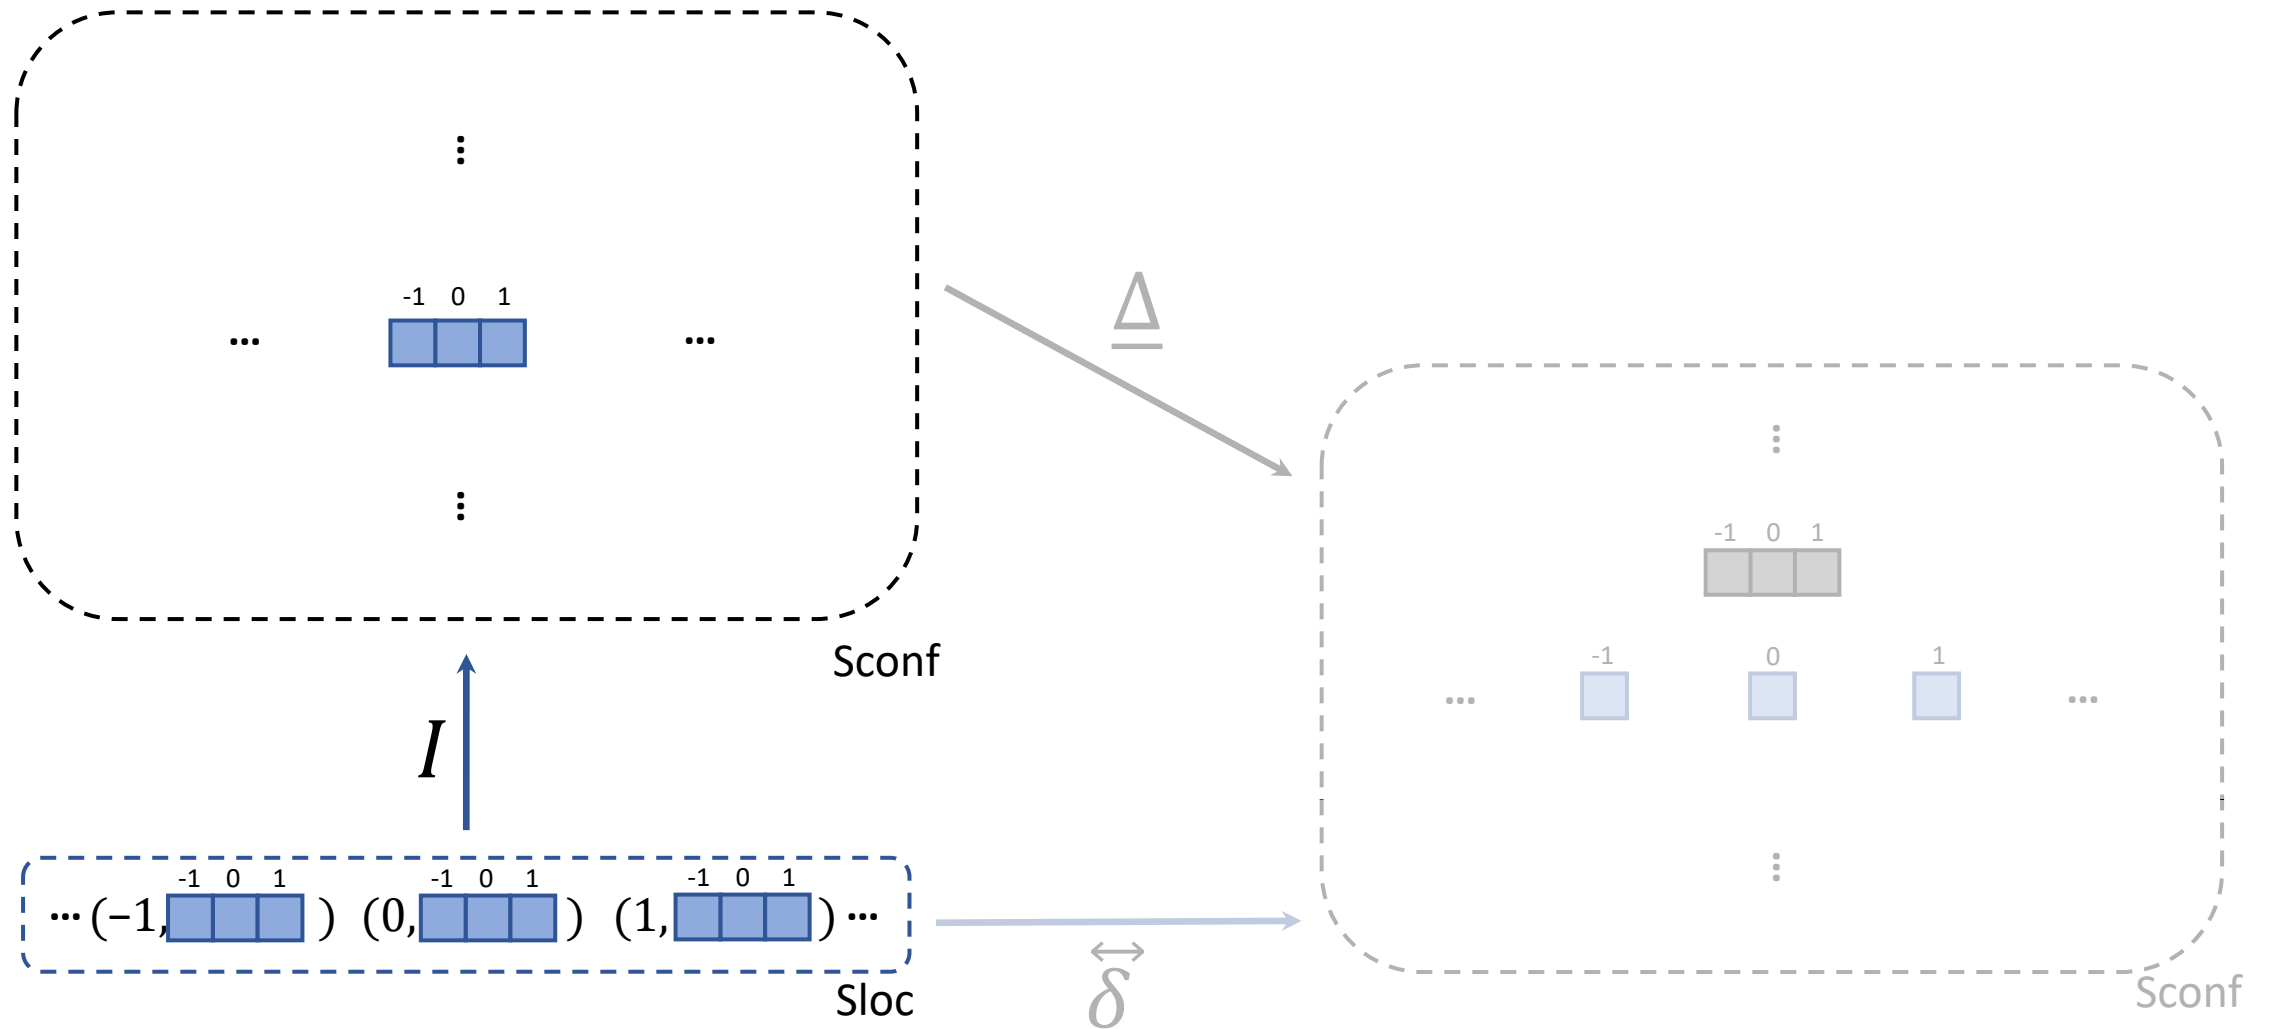 ⋮
-1 0 1
... ...
⋮
Sconf
I
-1 0 1 -1 0 1 -1 0 1
... (−1, ) (0, ) (1, ) ...
Sloc
Δ
↔
δ
⋮
-1 0 1
-1 0 1
... ...
⋮
Sconf